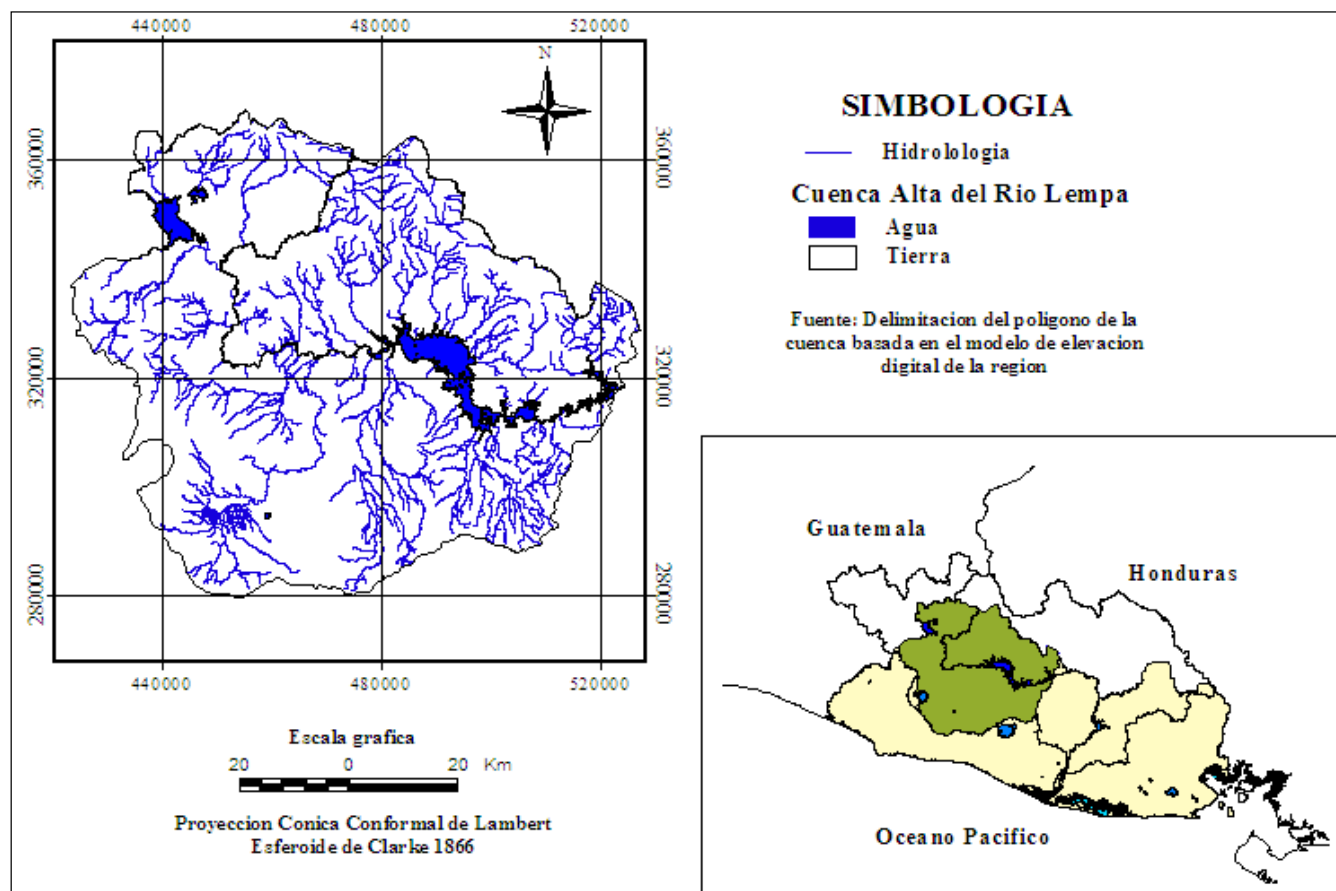 440000 480000 520000
N
360000 360000
320000 320000
280000 280000
440000 480000 520000
Escala grafica
20 0 20 Km
Proyeccion Conica Conformal de Lambert
Esferoide de Clarke 1866
SIMBOLOGIA
Hidrolologia
Cuenca Alta del Rio Lempa
Agua
Tierra
Fuente: Delimitacion del poligono de la
cuenca basada en el modelo de elevacion
digital de la region
Guatemala
Honduras
Oceano Pacifico